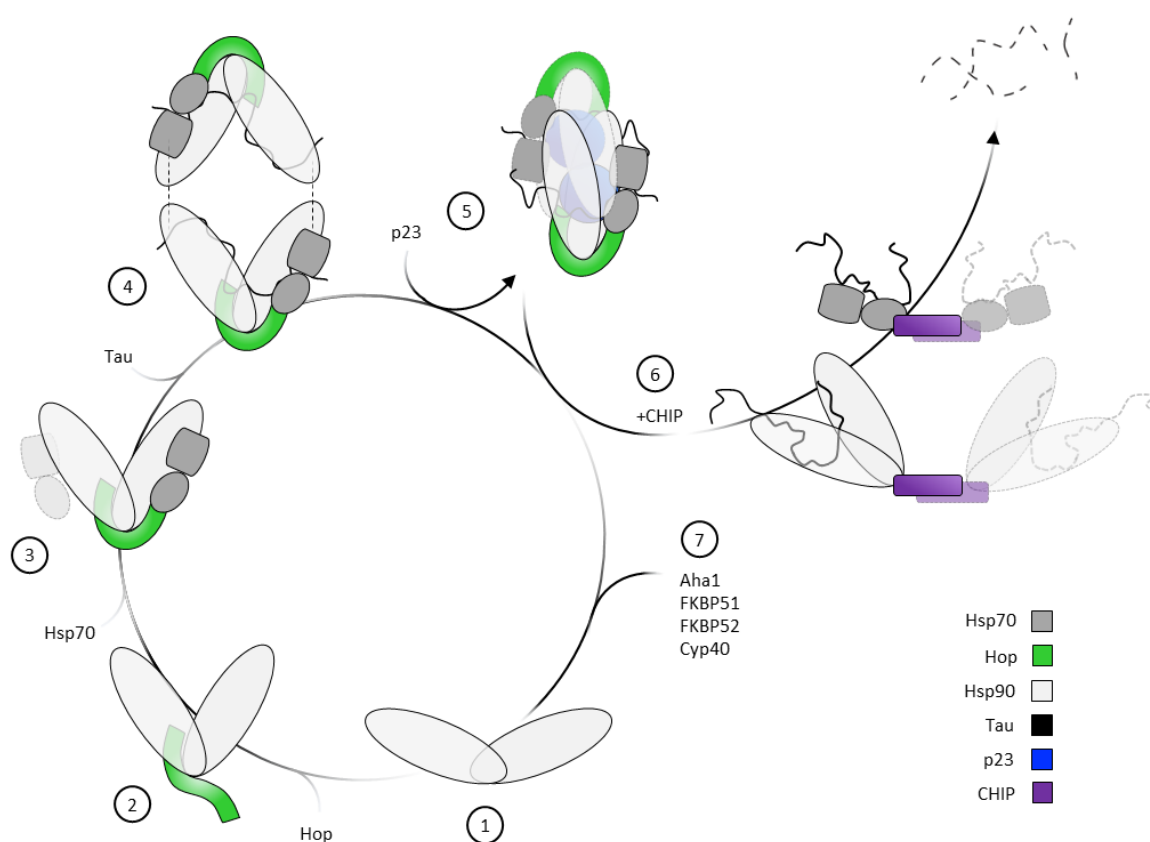 p23
5
4
Tau
6
+CHIP
3
7
Aha1
FKBP51
FKBP52
Cyp40
Hsp70
Hsp70
Hop
Hsp90
Tau
p23
CHIP
2
1
Hop